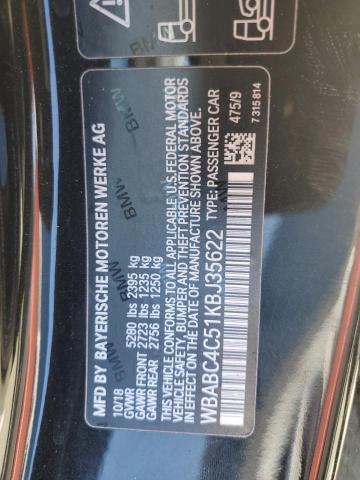 MFD BY BAYERISCHE MOTOREN WERKE AG
10/18
GVWR 5280 lbs 2395 kg
GAWR FRONT 2723 lbs 1235 kg
GAWR REAR 2756 lbs 1250 kg
THIS VEHICLE CONFORMS TO ALL APPLICABLE U.S.FEDERAL MOTOR
VEHICLE SAFETY, BUMPER AND THEFT PREVENTION STANDARDS
IN EFFECT ON THE DATE OF MANUFACTURE SHOWN ABOVE.
WBABC4C51KBJ35622 TYPE: PASSENGER CAR
475/9
7 315 814
BMW
BMW
BMW